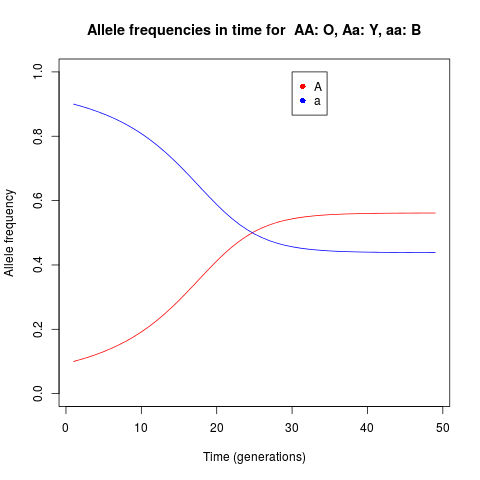 Allele frequencies in time for  AA: O, Aa: Y, aa: B
A
a
Allele frequency
1.0
0.8
0.6
0.4
0.2
0.0
0 10 20 30 40 50
Time (generations)